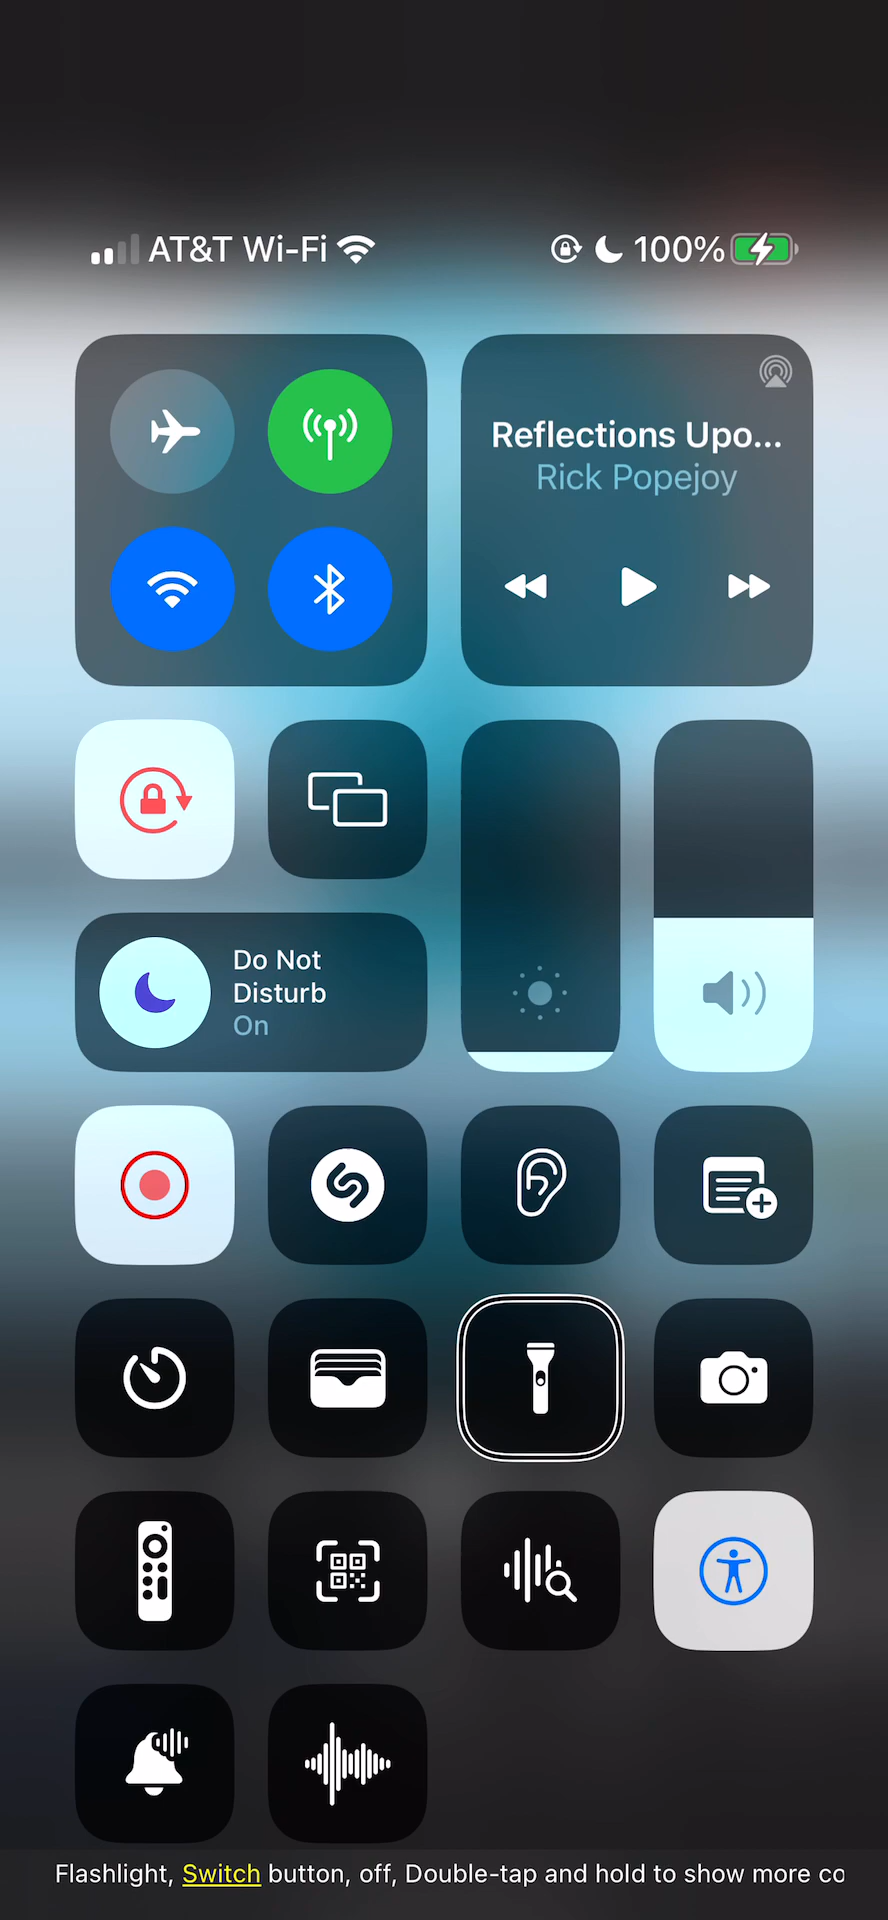 AT&T Wi-Fi 100%
Reflections Upo...
Rick Popejoy
Do Not
Disturb
On
Flashlight, Switch button, off, Double-tap and hold to show more co